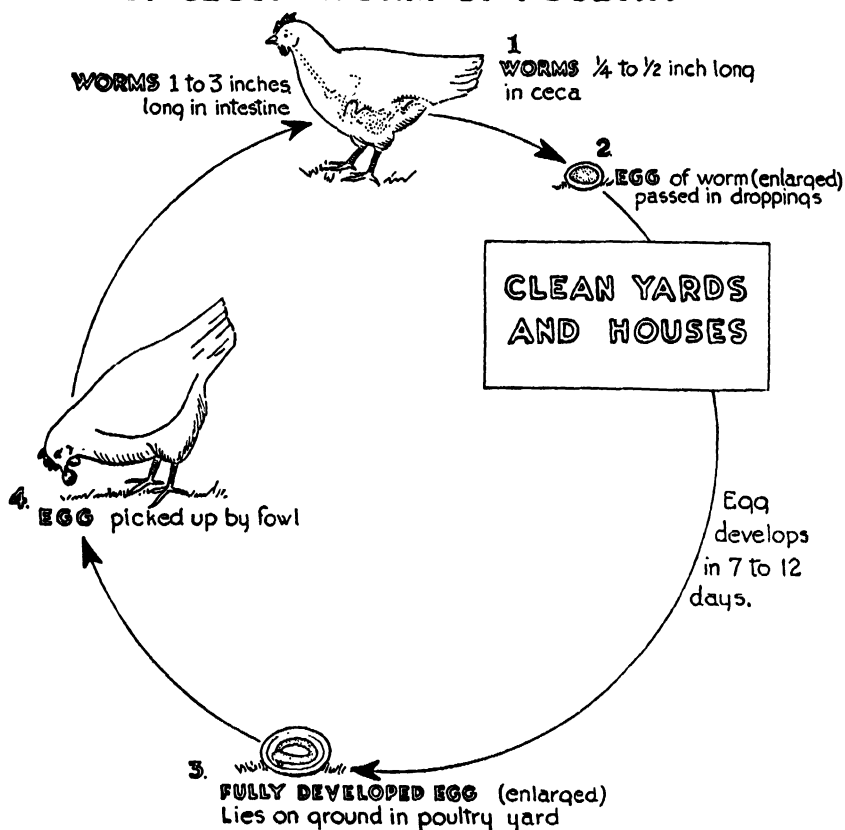 WORMS 1 to 3 inches
long in intestine
1
WORMS ¼ to ½ inch long
in ceca
2.
EGG of worm (enlarged)
passed in droppings
CLEAN YARDS
AND HOUSES
Egg
develops
in 7 to 12
days.
3.
FULLY DEVELOPED EGG (enlarged)
Lies on ground in poultry yard
4.
EGG picked up by fowl